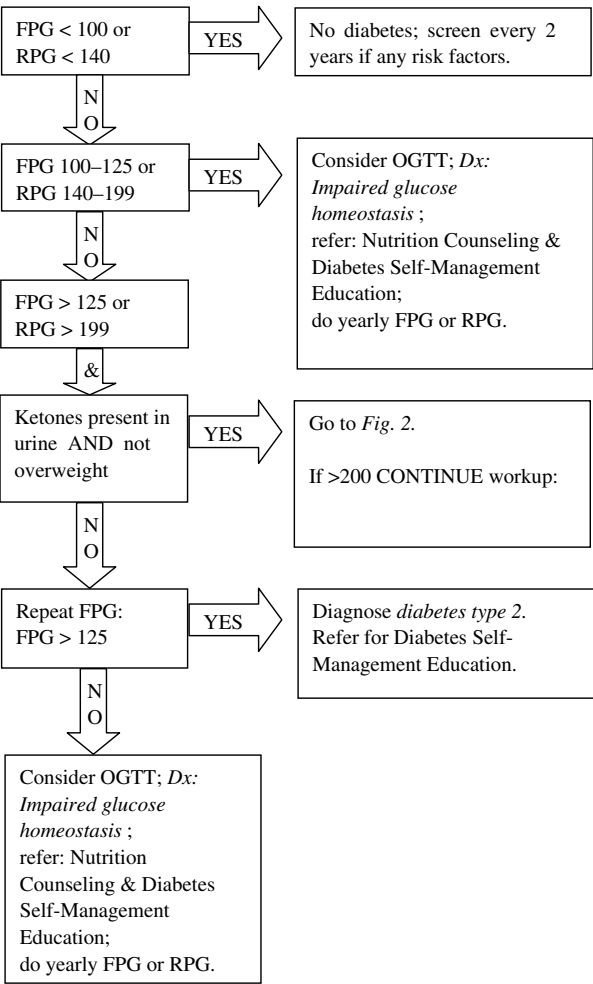 FPG < 100 or
RPG < 140
YES
No diabetes; screen every 2
years if any risk factors.
N
O
FPG 100–125 or
RPG 140–199
YES
Consider OGTT; Dx:
Impaired glucose
homeostasis ;
refer: Nutrition Counseling &
Diabetes Self-Management
Education;
do yearly FPG or RPG.
N
O
FPG > 125 or
RPG > 199
&
Ketones present in
urine AND not
overweight
YES
Go to Fig. 2.
If >200 CONTINUE workup:
N
O
Repeat FPG:
FPG > 125
YES
Diagnose diabetes type 2.
Refer for Diabetes Self-
Management Education.
N
O
Consider OGTT; Dx:
Impaired glucose
homeostasis ;
refer: Nutrition
Counseling & Diabetes
Self-Management
Education;
do yearly FPG or RPG.